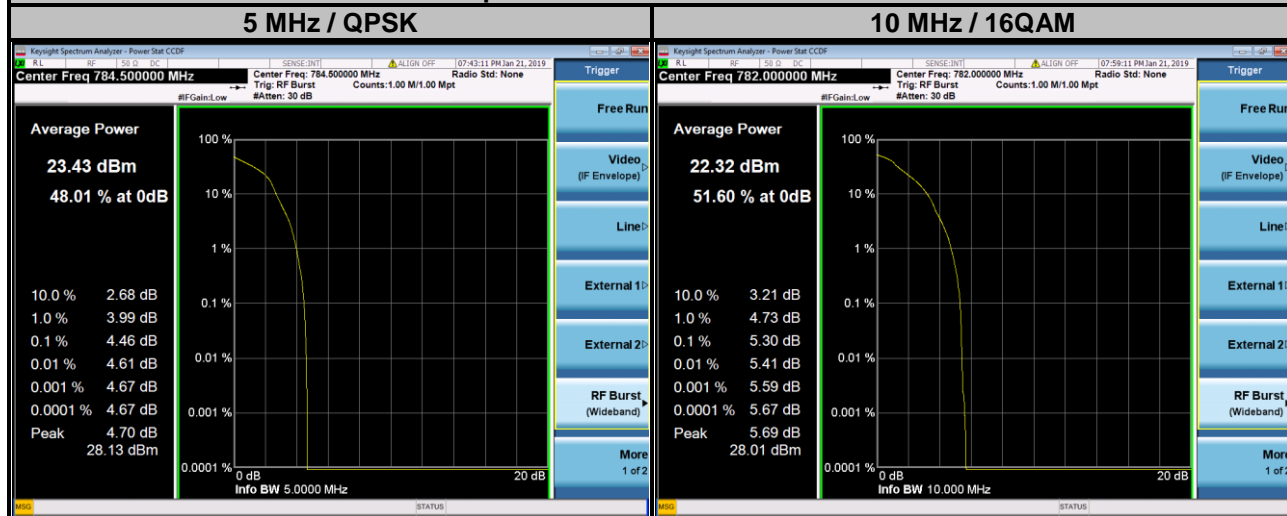 5 MHz / QPSK
Keysight Spectrum Analyzer - Power Stat CCDF
RL RF 50 Ω DC SENSE:INT ALIGN OFF 07:43:11 PM Jan 21, 2019
Center Freq 784.500000 MHz
Center Freq: 784.500000 MHz Radio Std: None
Trig: RF Burst Counts:1.00 M/1.00 Mpt
#IFGain:Low #Atten: 30 dB
Average Power
23.43 dBm
48.01 % at 0dB
10.0 % 2.68 dB
1.0 % 3.99 dB
0.1 % 4.46 dB
0.01 % 4.61 dB
0.001 % 4.67 dB
0.0001 % 4.67 dB
Peak 4.70 dB
28.13 dBm
100 %
10 %
1 %
0.1 %
0.01 %
0.001 %
0.0001 %
0 dB 20 dB
Info BW 5.0000 MHz
Trigger
Free Run
Video
(IF Envelope)
Line
External 1
External 2
RF Burst
(Wideband)
More
1 of 2
MSG STATUS
10 MHz / 16QAM
Keysight Spectrum Analyzer - Power Stat CCDF
RL RF 50 Ω DC SENSE:INT ALIGN OFF 07:59:11 PM Jan 21, 2019
Center Freq 782.000000 MHz
Center Freq: 782.000000 MHz Radio Std: None
Trig: RF Burst Counts:1.00 M/1.00 Mpt
#IFGain:Low #Atten: 30 dB
Average Power
22.32 dBm
51.60 % at 0dB
10.0 % 3.21 dB
1.0 % 4.73 dB
0.1 % 5.30 dB
0.01 % 5.41 dB
0.001 % 5.59 dB
0.0001 % 5.67 dB
Peak 5.69 dB
28.01 dBm
100 %
10 %
1 %
0.1 %
0.01 %
0.001 %
0.0001 %
0 dB 20 dB
Info BW 10.000 MHz
Trigger
Free Run
Video
(IF Envelope)
Line
External 1
External 2
RF Burst
(Wideband)
More
1 of 2
MSG STATUS